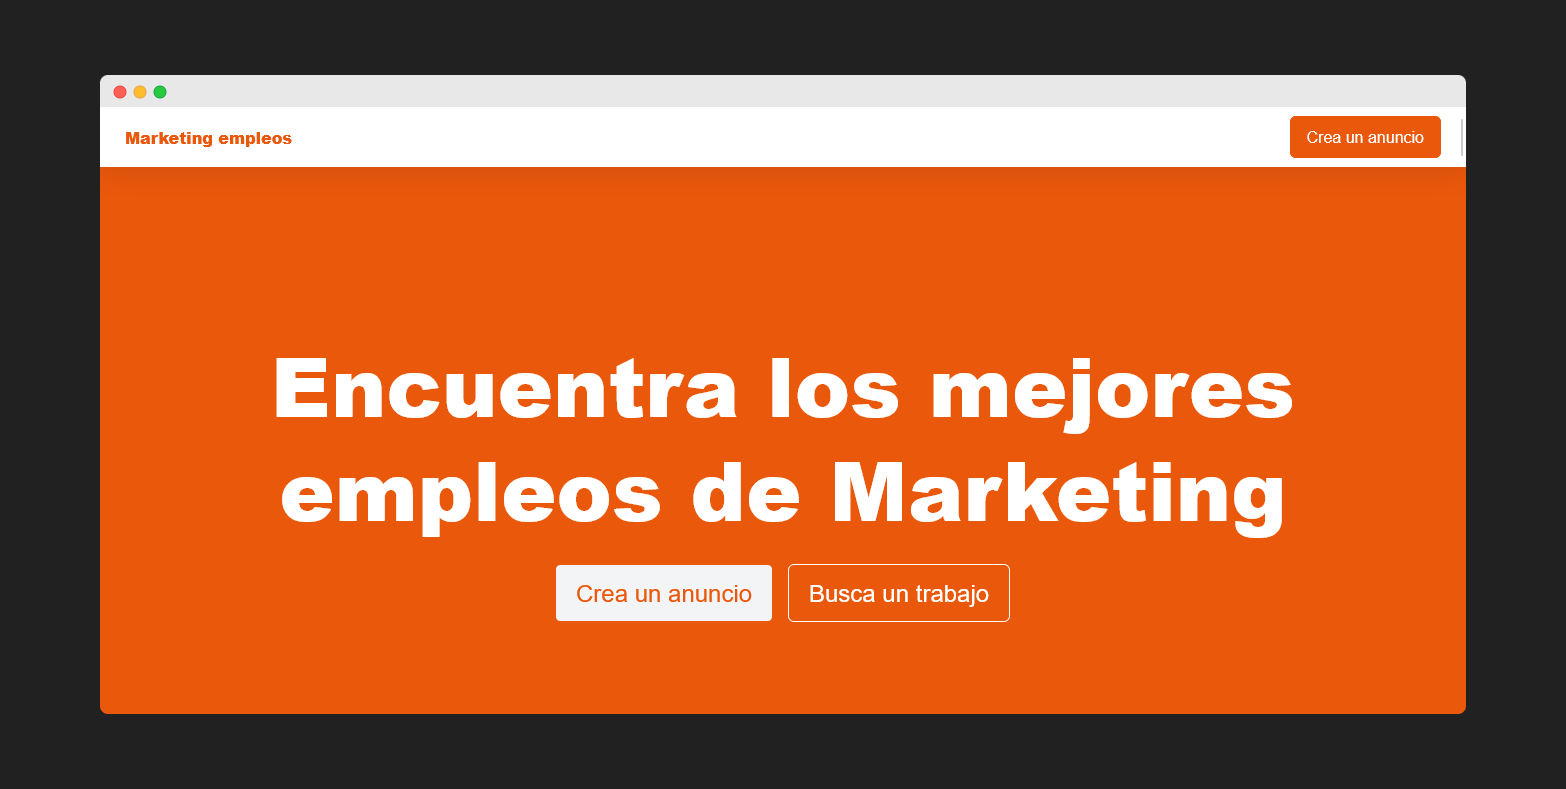 Marketing empleos
Crea un anuncio
Encuentra los mejores
empleos de Marketing
Crea un anuncio
Busca un trabajo